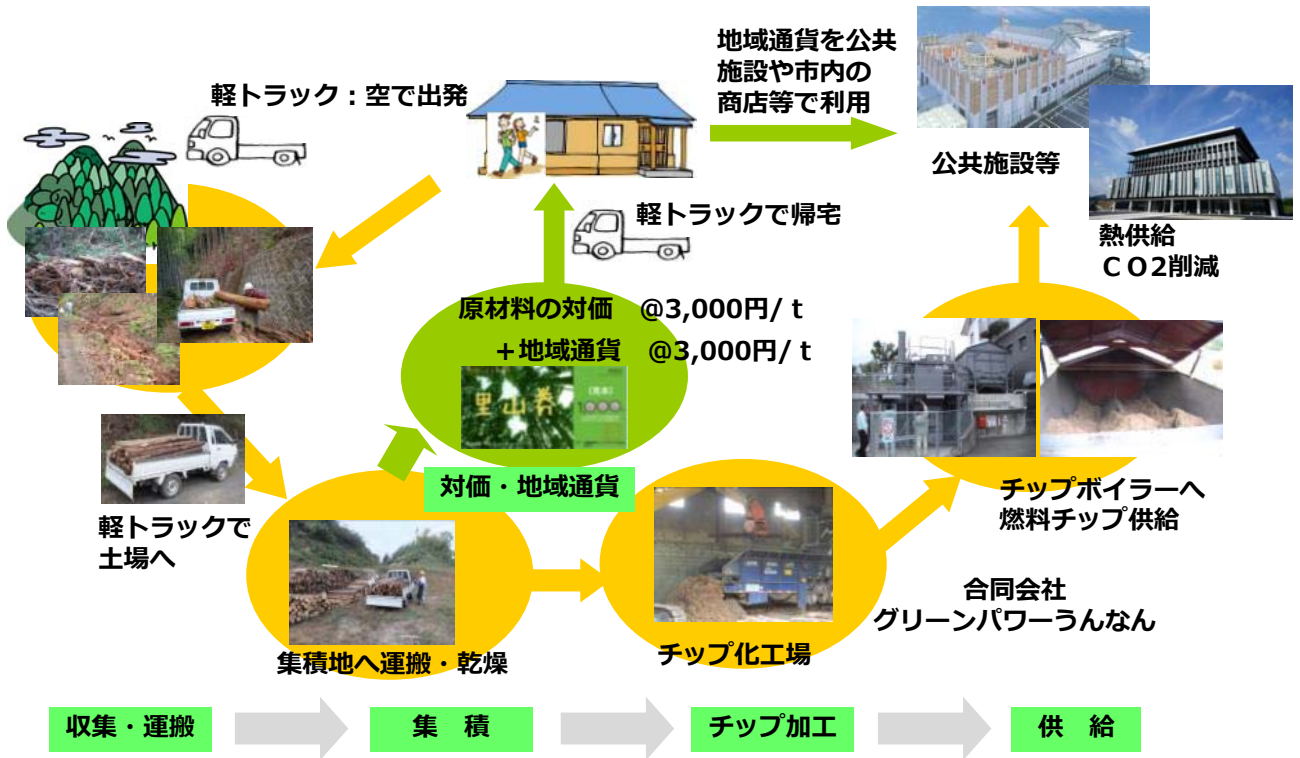 地域通貨を公共
施設や市内の
商店等で利用
軽トラック：空で出発
公共施設等
軽トラックで帰宅
熱供給
ＣＯ2削減
原材料の対価　@3,000円/ t
＋地域通貨　@3,000円/ t
里山券
対価・地域通貨
チップボイラーへ
燃料チップ供給
軽トラックで
土場へ
合同会社
グリーンパワーうんなん
集積地へ運搬・乾燥
チップ化工場
収集・運搬
集　積
チップ加工
供　給